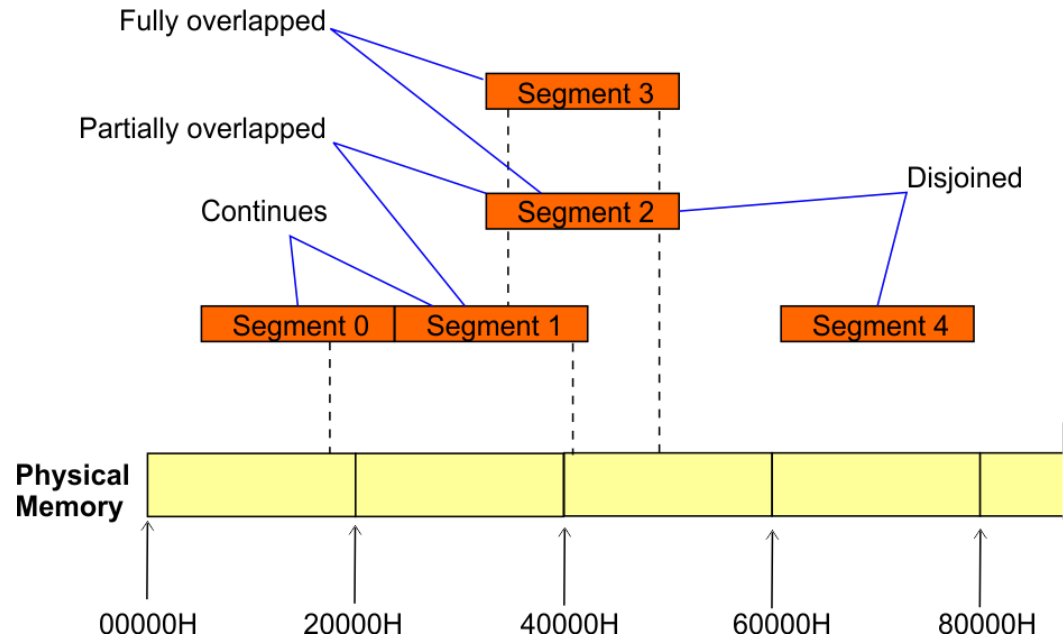 Fully overlapped
Segment 3
Partially overlapped
Disjoined
Segment 2
Continues
Segment 0
Segment 1
Segment 4
Physical
Memory
00000H
20000H
40000H
60000H
80000H